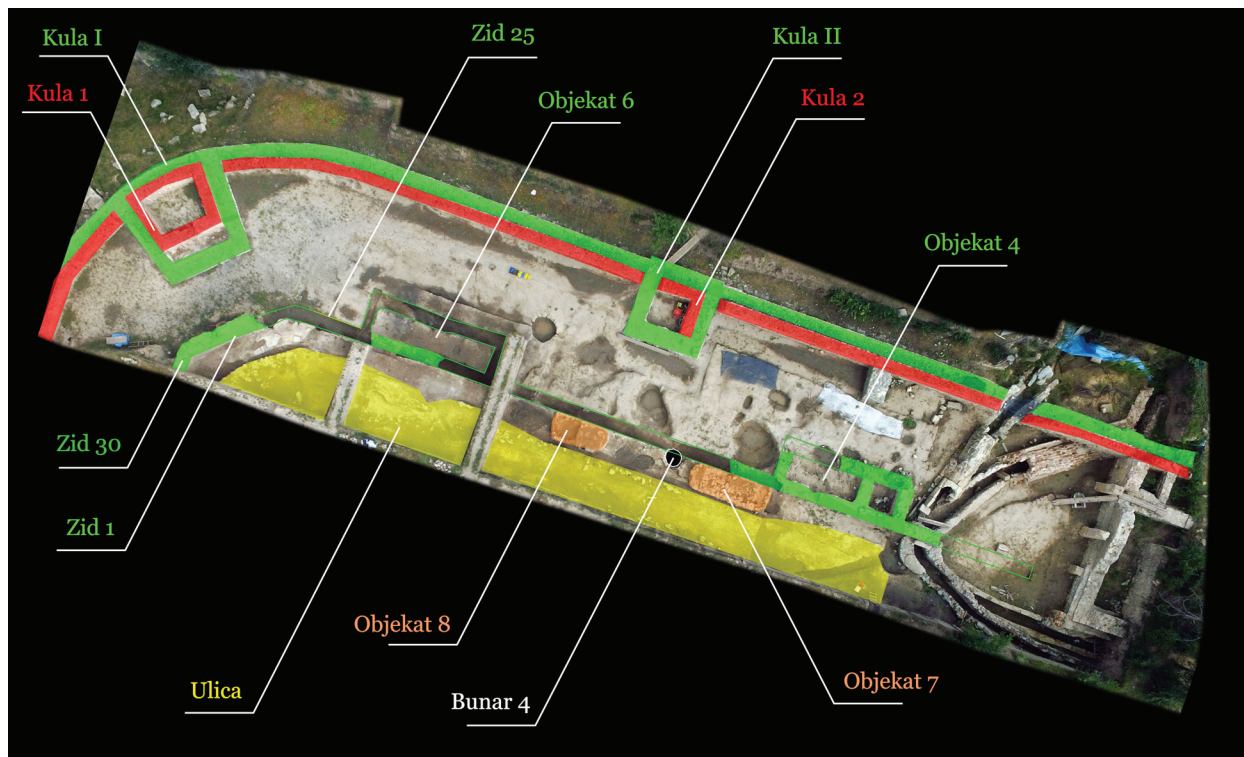 Kula I
Zid 25
Kula II
Kula 1
Objekat 6
Kula 2
Objekat 4
Zid 30
Zid 1
Objekat 8
Ulica
Bunar 4
Objekat 7